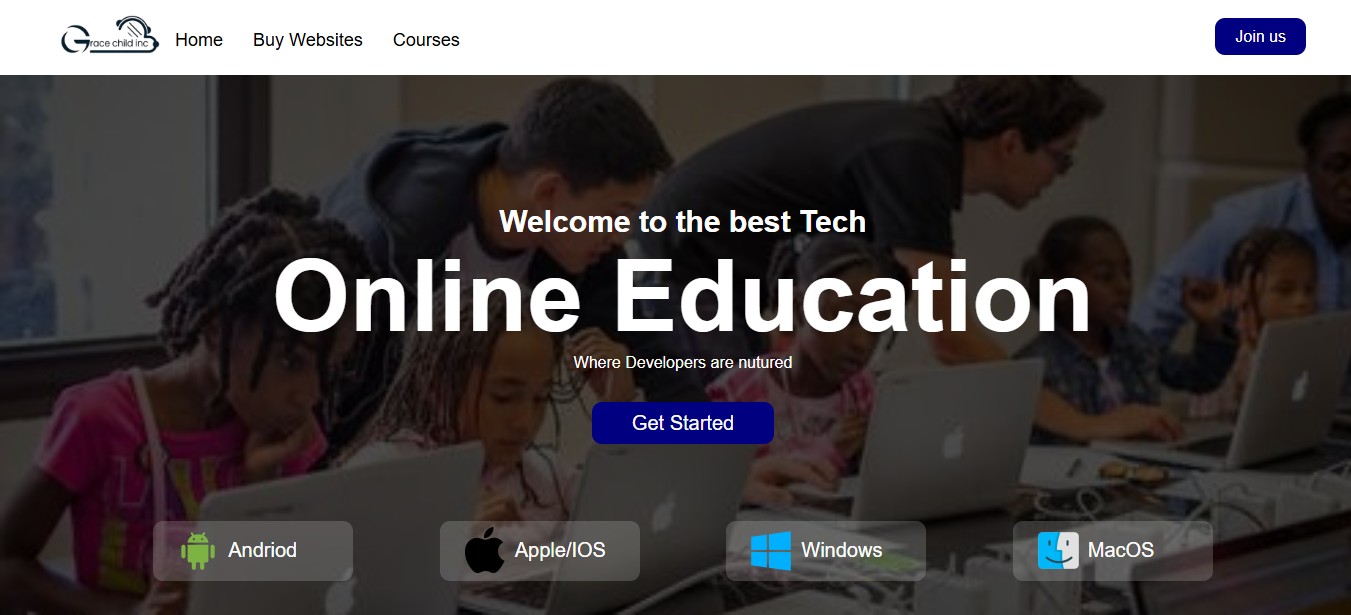 Grace child inc
Home
Buy Websites
Courses
Join us
Welcome to the best Tech
Online Education
Where Developers are nutured
Get Started
Andriod
Apple/IOS
Windows
MacOS